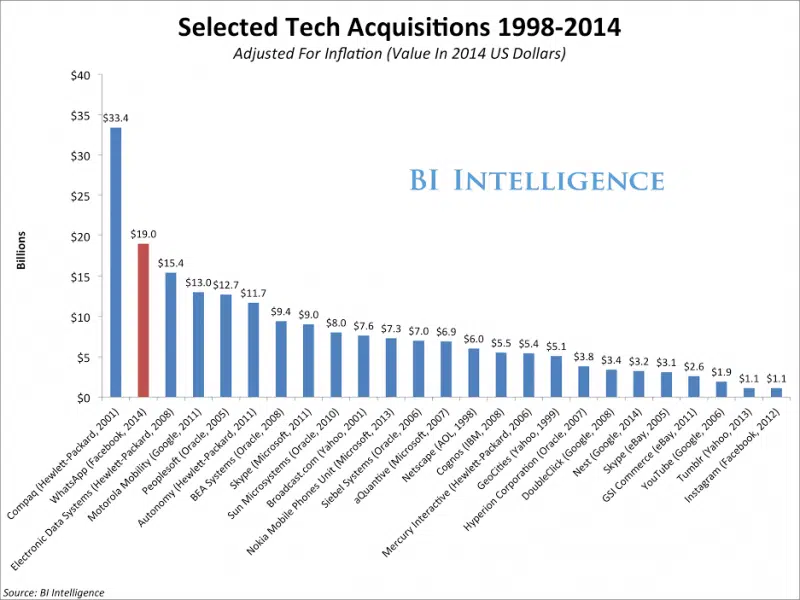 Selected Tech Acquisitions 1998-2014
Adjusted For Inflation (Value In 2014 US Dollars)
$40
$35
$30
$25
$20
$15
$10
$5
$0
Billions
BI INTELLIGENCE
$33.4
$19.0
$15.4
$13.0
$12.7
$11.7
$9.4
$9.0
$8.0
$7.6
$7.3
$7.0
$6.9
$6.0
$5.5
$5.4
$5.1
$3.8
$3.4
$3.2
$3.1
$2.6
$1.9
$1.1
$1.1
Compaq (Hewlett-Packard, 2001)
WhatsApp (Facebook, 2014)
Electronic Data Systems (Hewlett-Packard, 2008)
Motorola Mobility (Google, 2011)
Peoplesoft (Oracle, 2005)
Autonomy (Hewlett-Packard, 2011)
BEA Systems (Oracle, 2008)
Skype (Microsoft, 2011)
Sun Microsystems (Oracle, 2010)
Broadcast.com (Yahoo, 2001)
Nokia Mobile Phones Unit (Microsoft, 2013)
Siebel Systems (Oracle, 2006)
aQuantive (Microsoft, 2007)
Netscape (AOL, 1998)
Cognos (IBM, 2008)
Mercury Interactive (Hewlett-Packard, 2006)
GeoCities (Yahoo, 1999)
Hyperion Corporation (Oracle, 2007)
DoubleClick (Google, 2008)
Nest (Google, 2014)
Skype (eBay, 2005)
GSI Commerce (eBay, 2011)
YouTube (Google, 2006)
Tumblr (Yahoo, 2013)
Instagram (Facebook, 2012)
Source: BI Intelligence